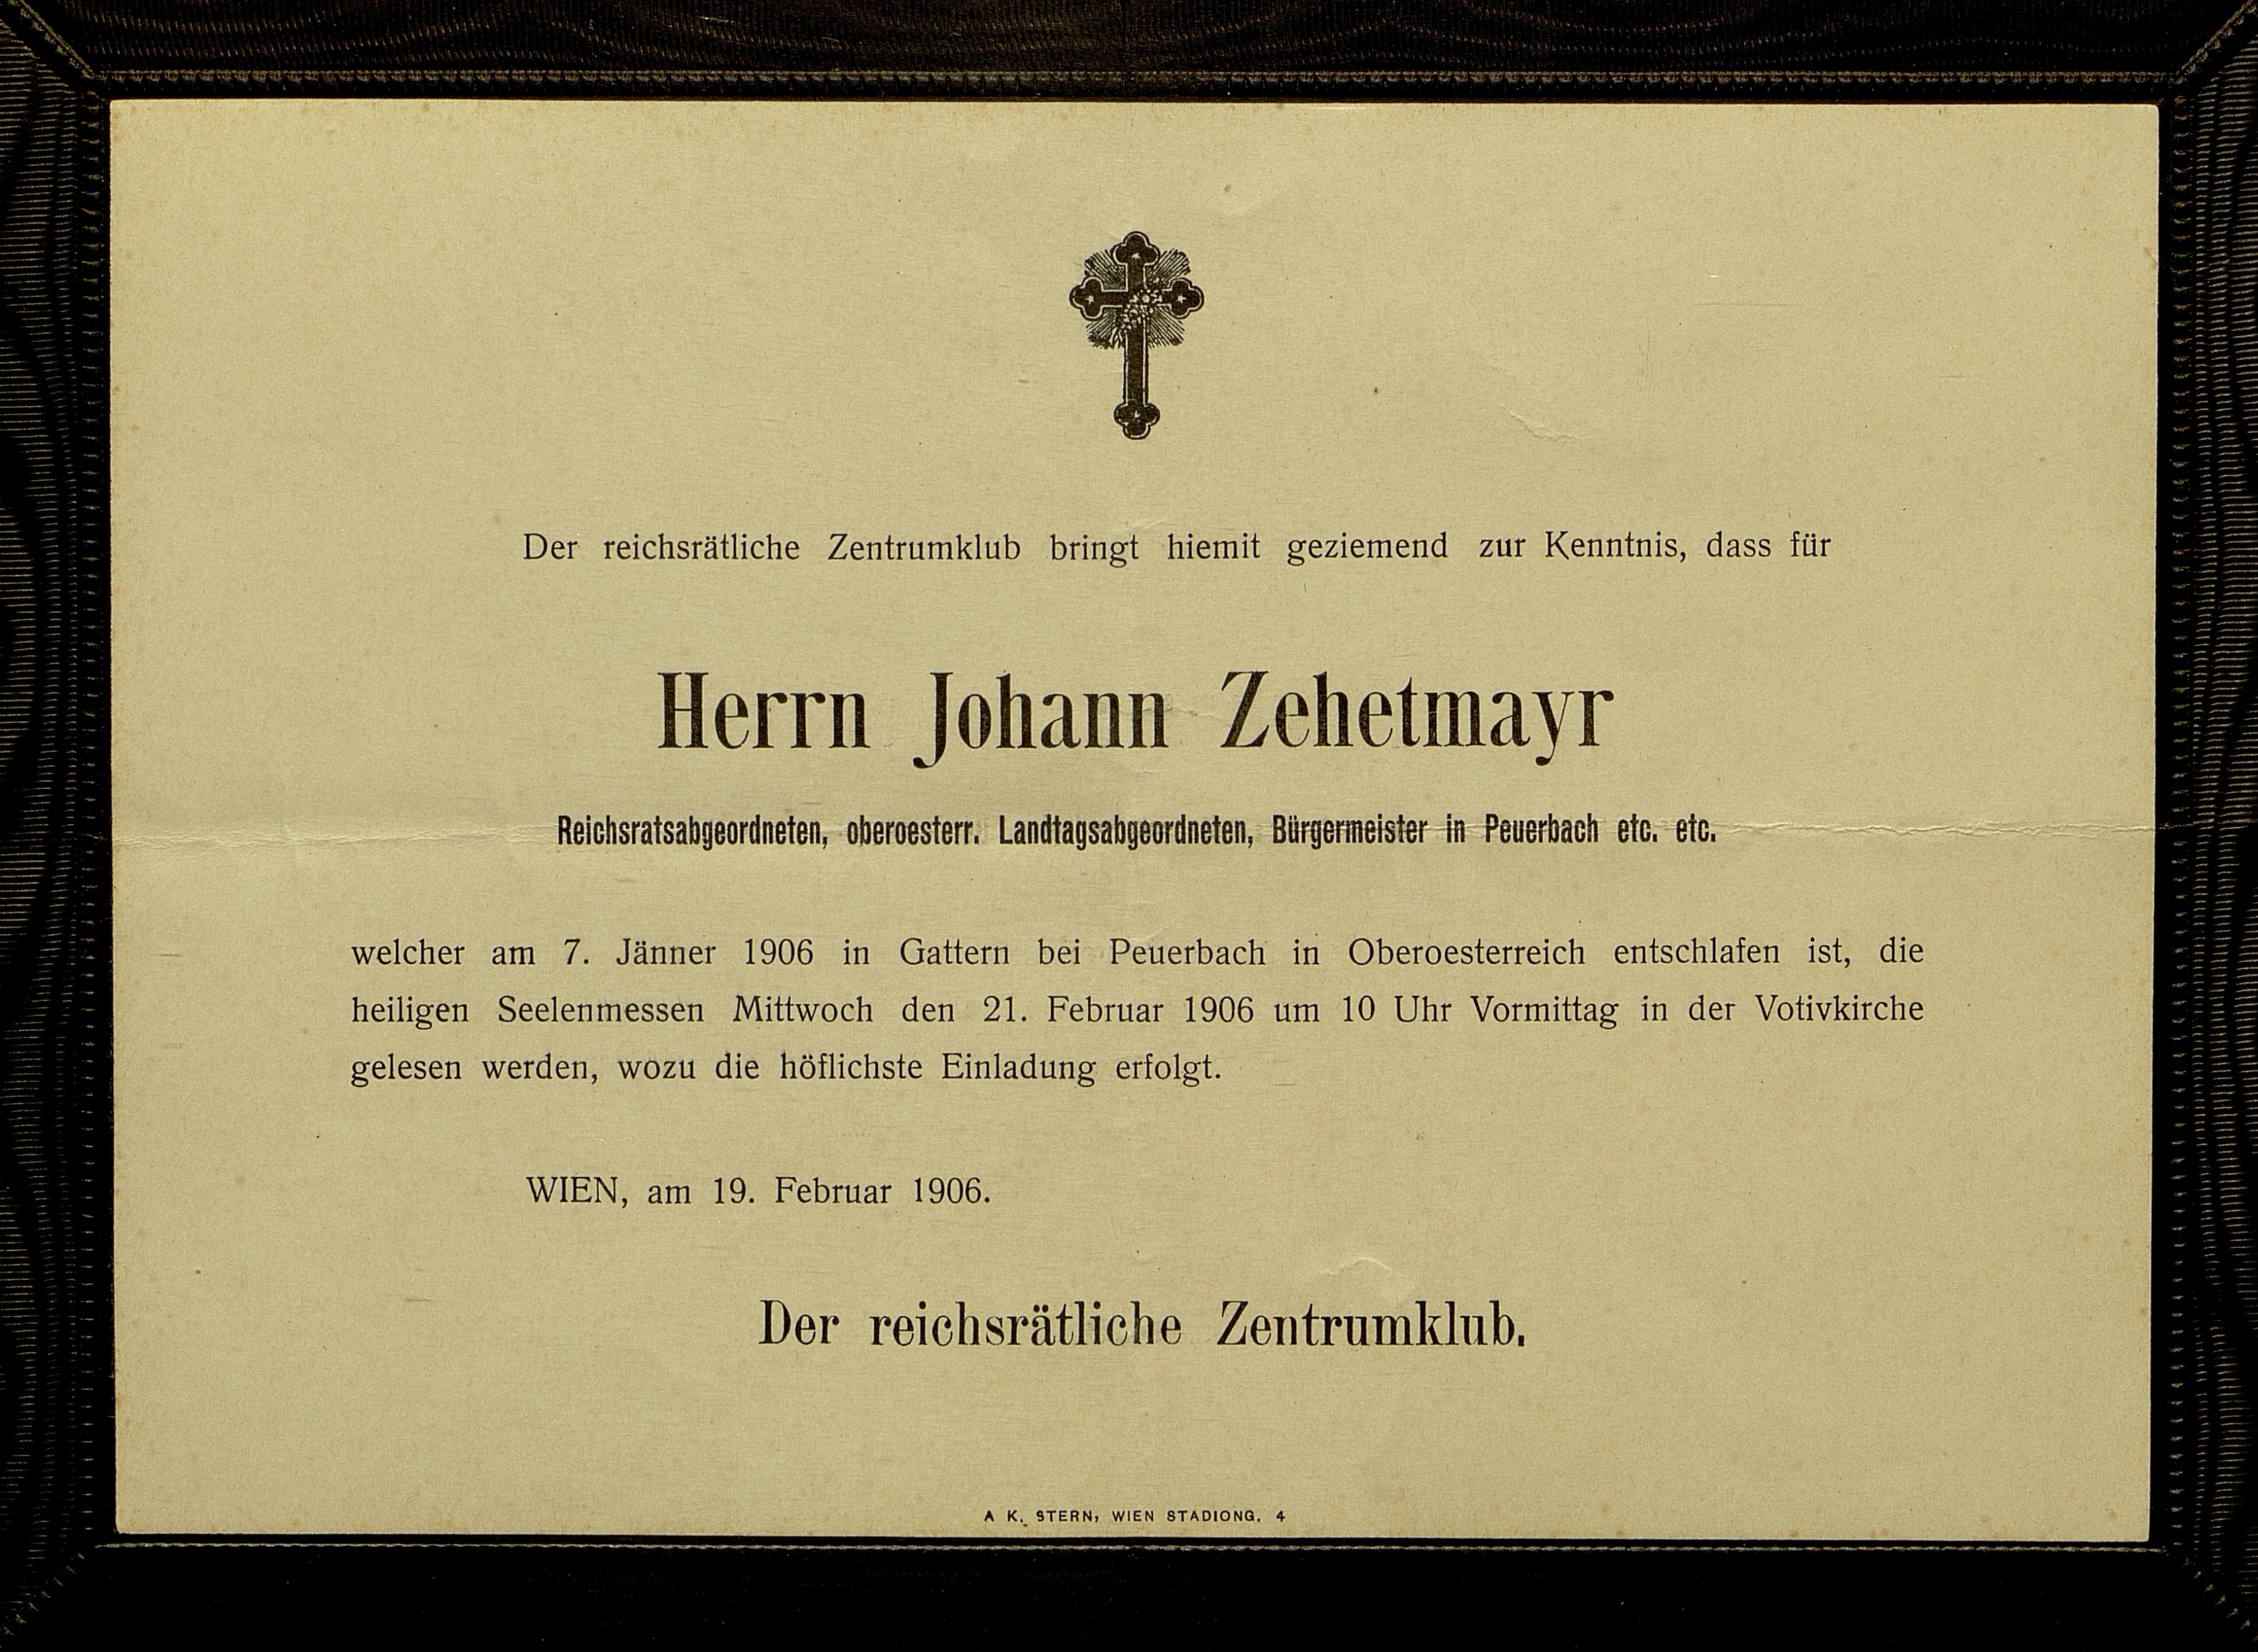 Der reichsrätliche Zentrumklub bringt hiemit geziemend zur Kenntnis, dass für
Herrn Johann Zehetmayr
Reichsratsabgeordneten, oberoesterr. Landtagsabgeordneten, Bürgermeister in Peuerbach etc. etc.
welcher am 7. Jänner 1906 in Gattern bei Peuerbach in Oberoesterreich entschlafen ist, die
heiligen Seelenmessen Mittwoch den 21. Februar 1906 um 10 Uhr Vormittag in der Votivkirche
gelesen werden, wozu die höflichste Einladung erfolgt.
WIEN, am 19. Februar 1906.
Der reichsrätliche Zentrumklub.
A K. STERN, WIEN STADIONG. 4